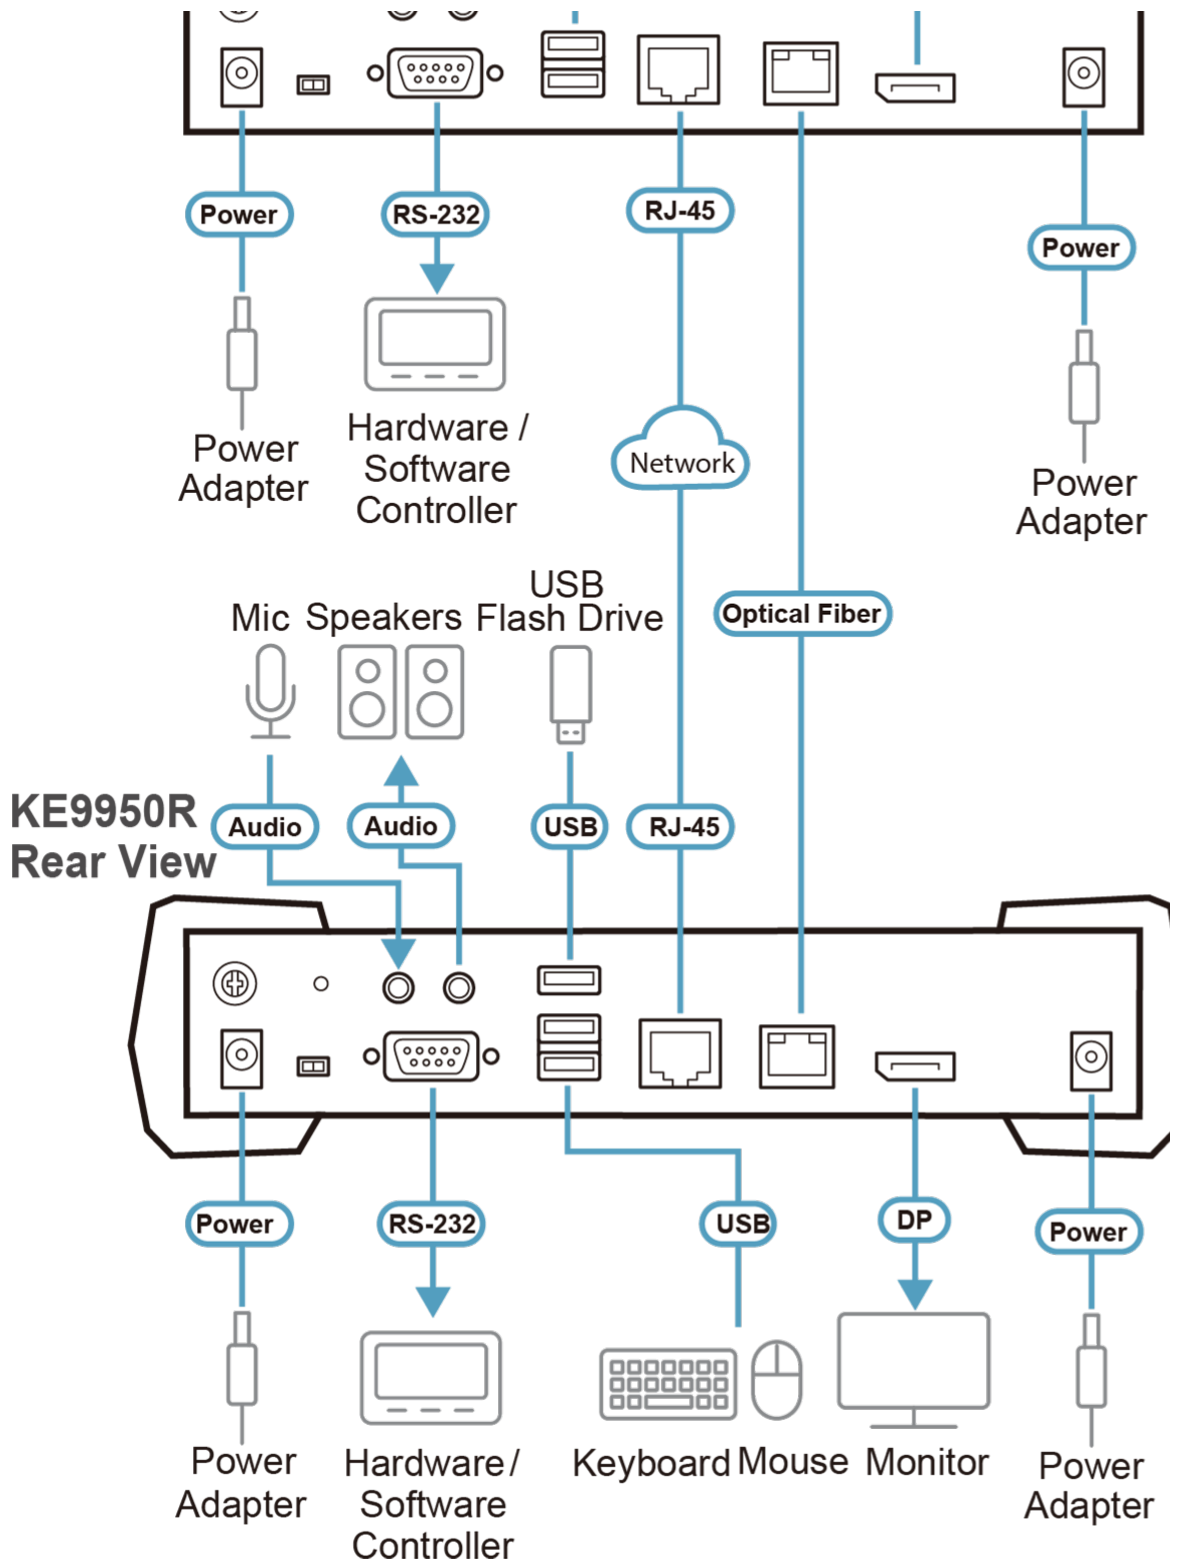 Power
RS-232
RJ-45
Power
Hardware /
Software
Controller
Power
Adapter
Network
Power
Adapter
USB
Flash Drive
Mic
Speakers
Optical Fiber
KE9950R
Rear View
Audio
Audio
USB
RJ-45
Power
RS-232
USB
DP
Power
Power
Adapter
Hardware /
Software
Controller
Keyboard
Mouse
Monitor
Power
Adapter